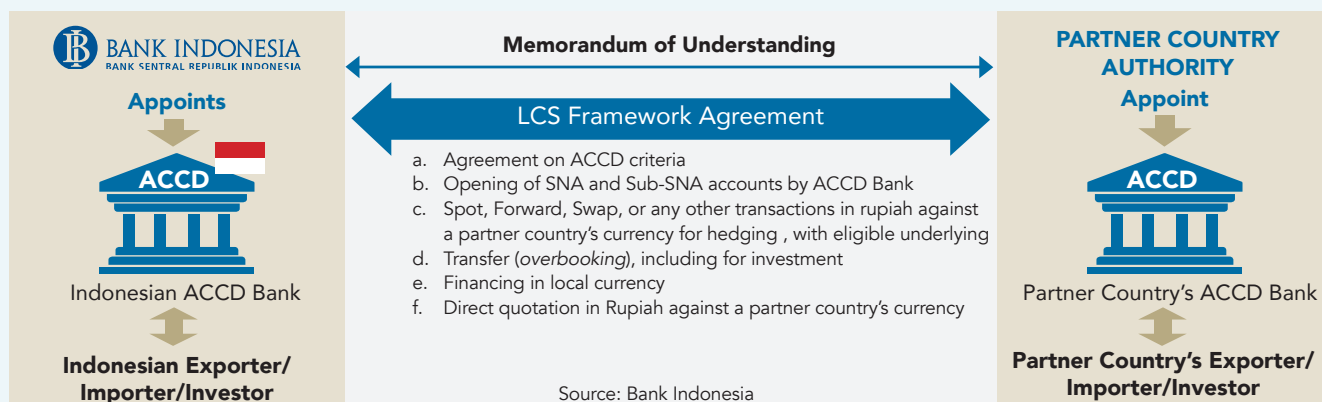 BANK INDONESIA
BANK SENTRAL REPUBLIK INDONESIA
Appoints
ACCD
Indonesian ACCD Bank
Indonesian Exporter/
Importer/Investor
Memorandum of Understanding
LCS Framework Agreement
a. Agreement on ACCD criteria
b. Opening of SNA and Sub-SNA accounts by ACCD Bank
c. Spot, Forward, Swap, or any other transactions in rupiah against
a partner country's currency for hedging , with eligible underlying
d. Transfer (overbooking), including for investment
e. Financing in local currency
f. Direct quotation in Rupiah against a partner country's currency
Source: Bank Indonesia
PARTNER COUNTRY
AUTHORITY
Appoint
ACCD
Partner Country's ACCD Bank
Partner Country's Exporter/
Importer/Investor